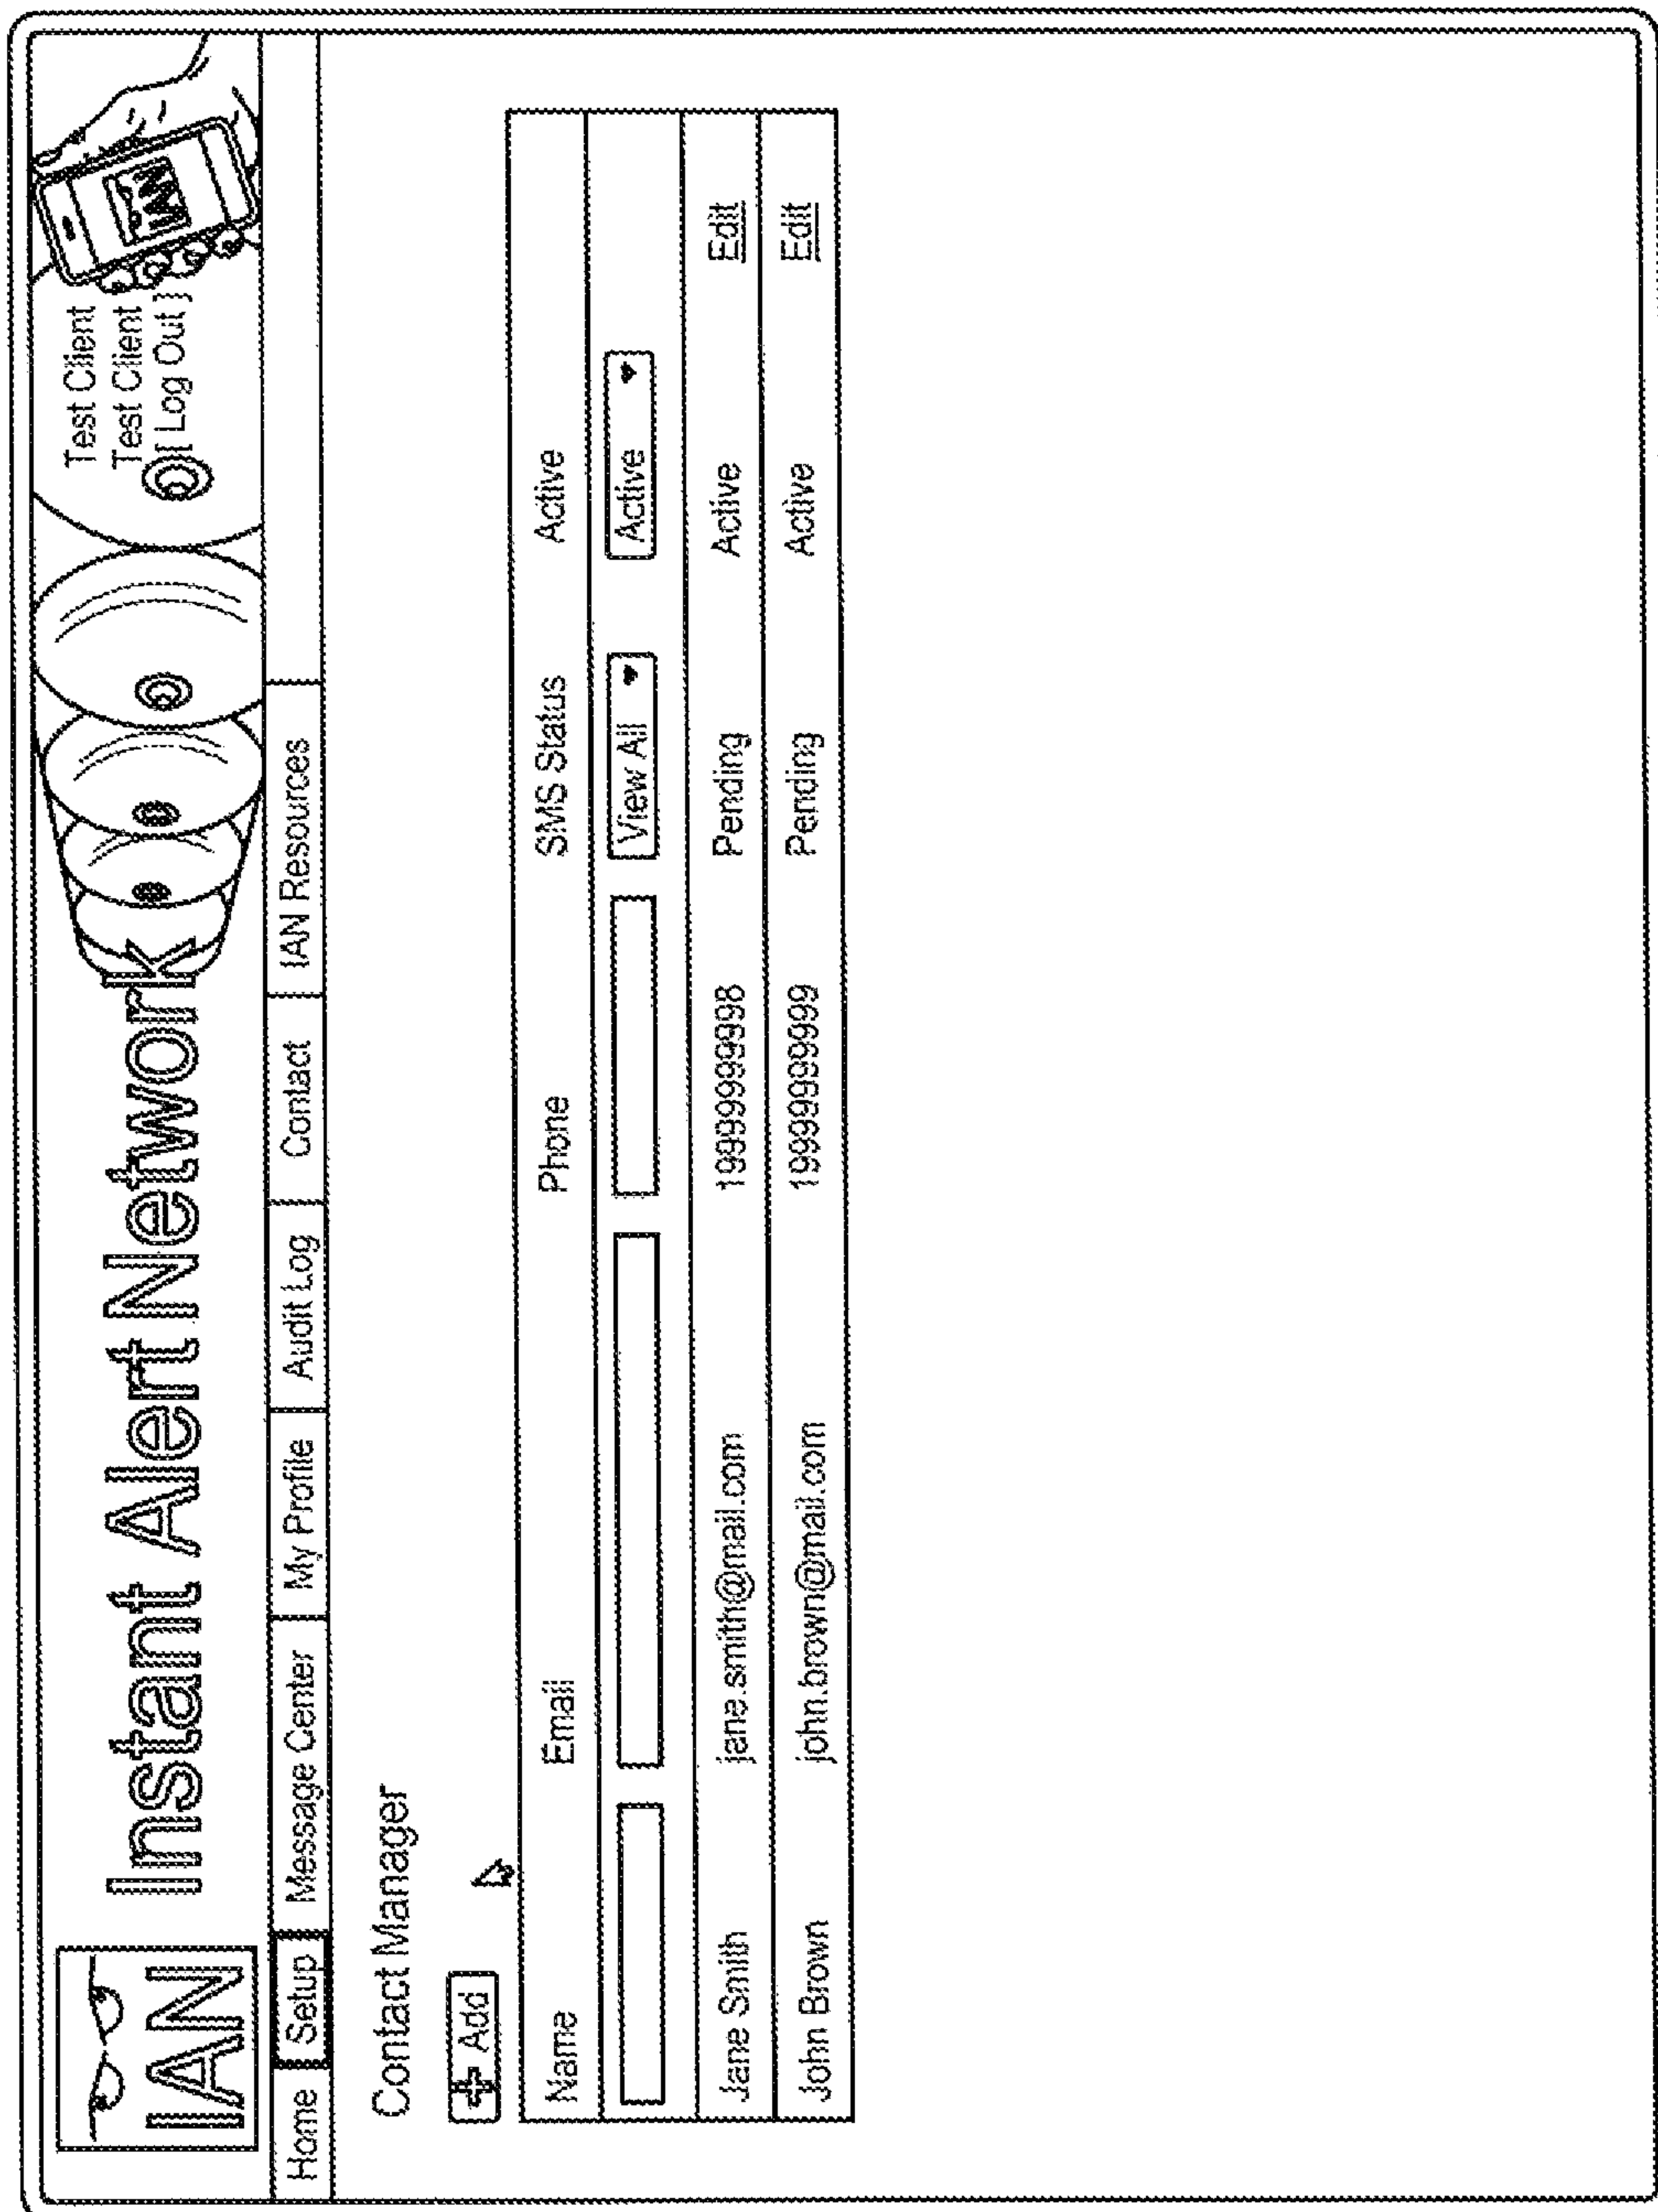 IAN
Instant Alert Network
Test Client
Test Client
[ Log Out ]
IAN
Home Setup Message Center My Profile Audit Log Contact IAN Resources
Contact Manager
+ Add
Name Email Phone SMS Status Active
View All Active
Jane Smith jane.smith@mail.com 19999999998 Pending Active Edit
John Brown john.brown@mail.com 19999999999 Pending Active Edit